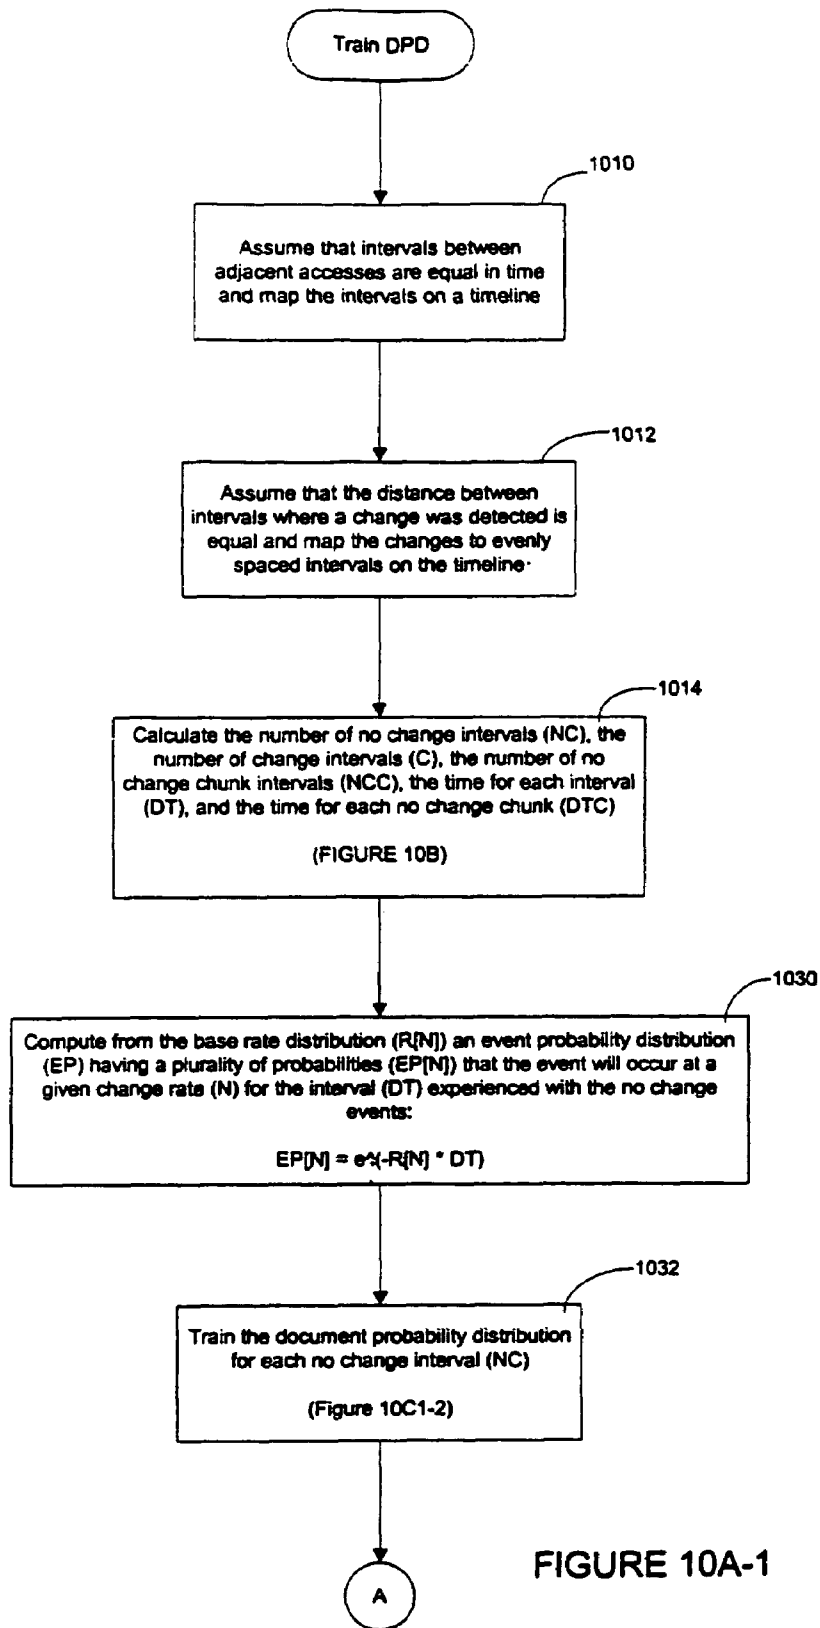 Train DPD
1010
Assume that intervals between
adjacent accesses are equal in time
and map the intervals on a timeline
1012
Assume that the distance between
intervals where a change was detected is
equal and map the changes to evenly
spaced intervals on the timeline·
1014
Calculate the number of no change intervals (NC), the
number of change intervals (C), the number of no
change chunk intervals (NCC), the time for each interval
(DT), and the time for each no change chunk (DTC)
(FIGURE 10B)
1030
Compute from the base rate distribution (R[N]) an event probability distribution
(EP) having a plurality of probabilities (EP[N]) that the event will occur at a
given change rate (N) for the interval (DT) experienced with the no change
events:
EP[N] = e^(-R[N] * DT)
1032
Train the document probability distribution
for each no change interval (NC)
(Figure 10C1-2)
A
FIGURE 10A-1